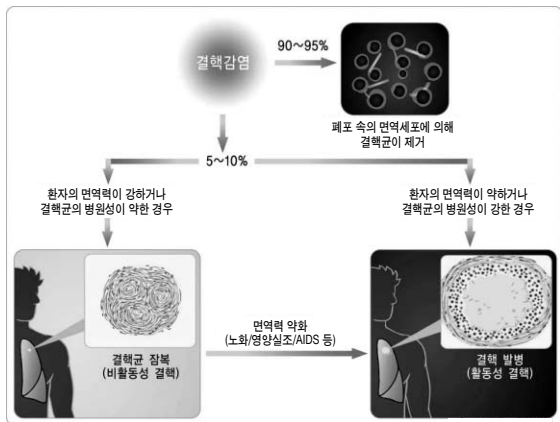 결핵감염
90~95%
폐포 속의 면역세포에 의해
결핵균이 제거
5~10%
환자의 면역력이 강하거나
결핵균의 병원성이 약한 경우
환자의 면역력이 약하거나
결핵균의 병원성이 강한 경우
결핵균 잠복
(비활동성 결핵)
면역력 약화
(노화/영양실조/AIDS 등)
결핵 발병
(활동성 결핵)